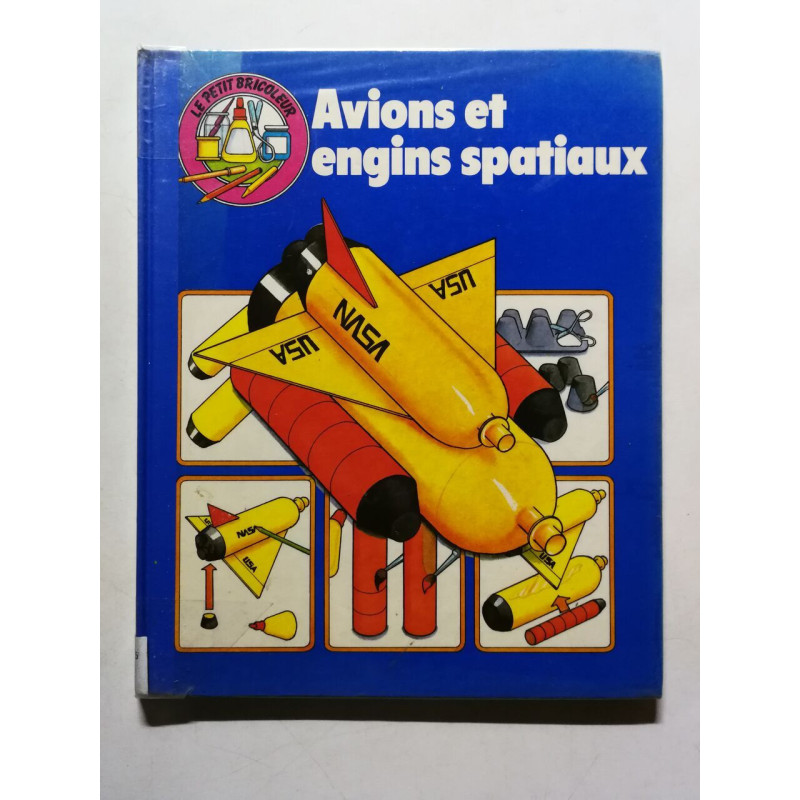 LE PETIT BRICOLEUR
Avions et
engins spatiaux
USA
NASA
USA
NASA
USA